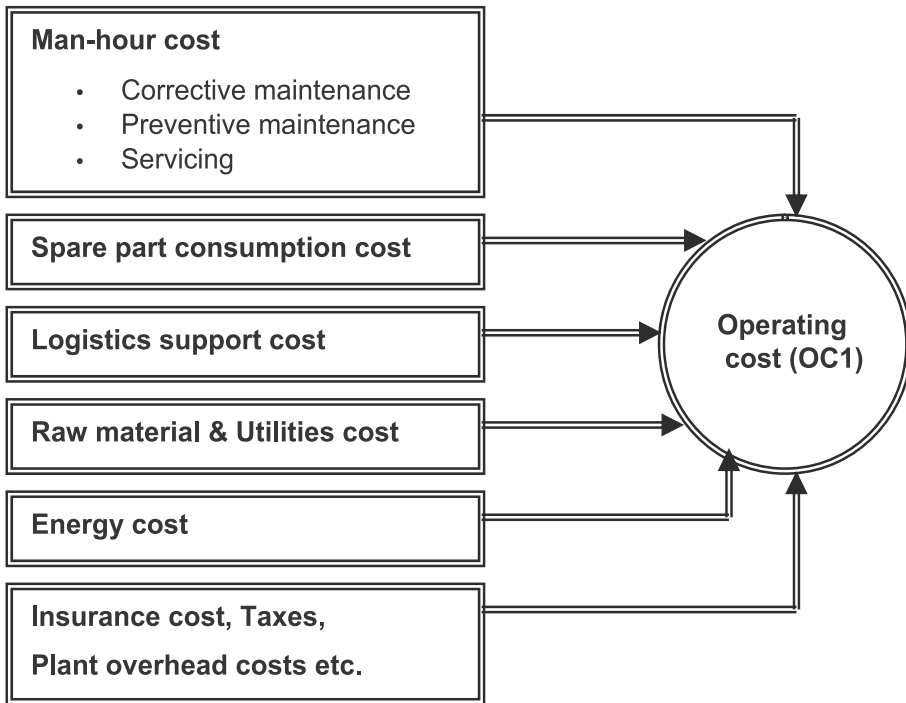 Man-hour cost
• Corrective maintenance
• Preventive maintenance
• Servicing
Spare part consumption cost
Logistics support cost
Raw material & Utilities cost
Energy cost
Insurance cost, Taxes,
Plant overhead costs etc.
Operating
cost (OC1)